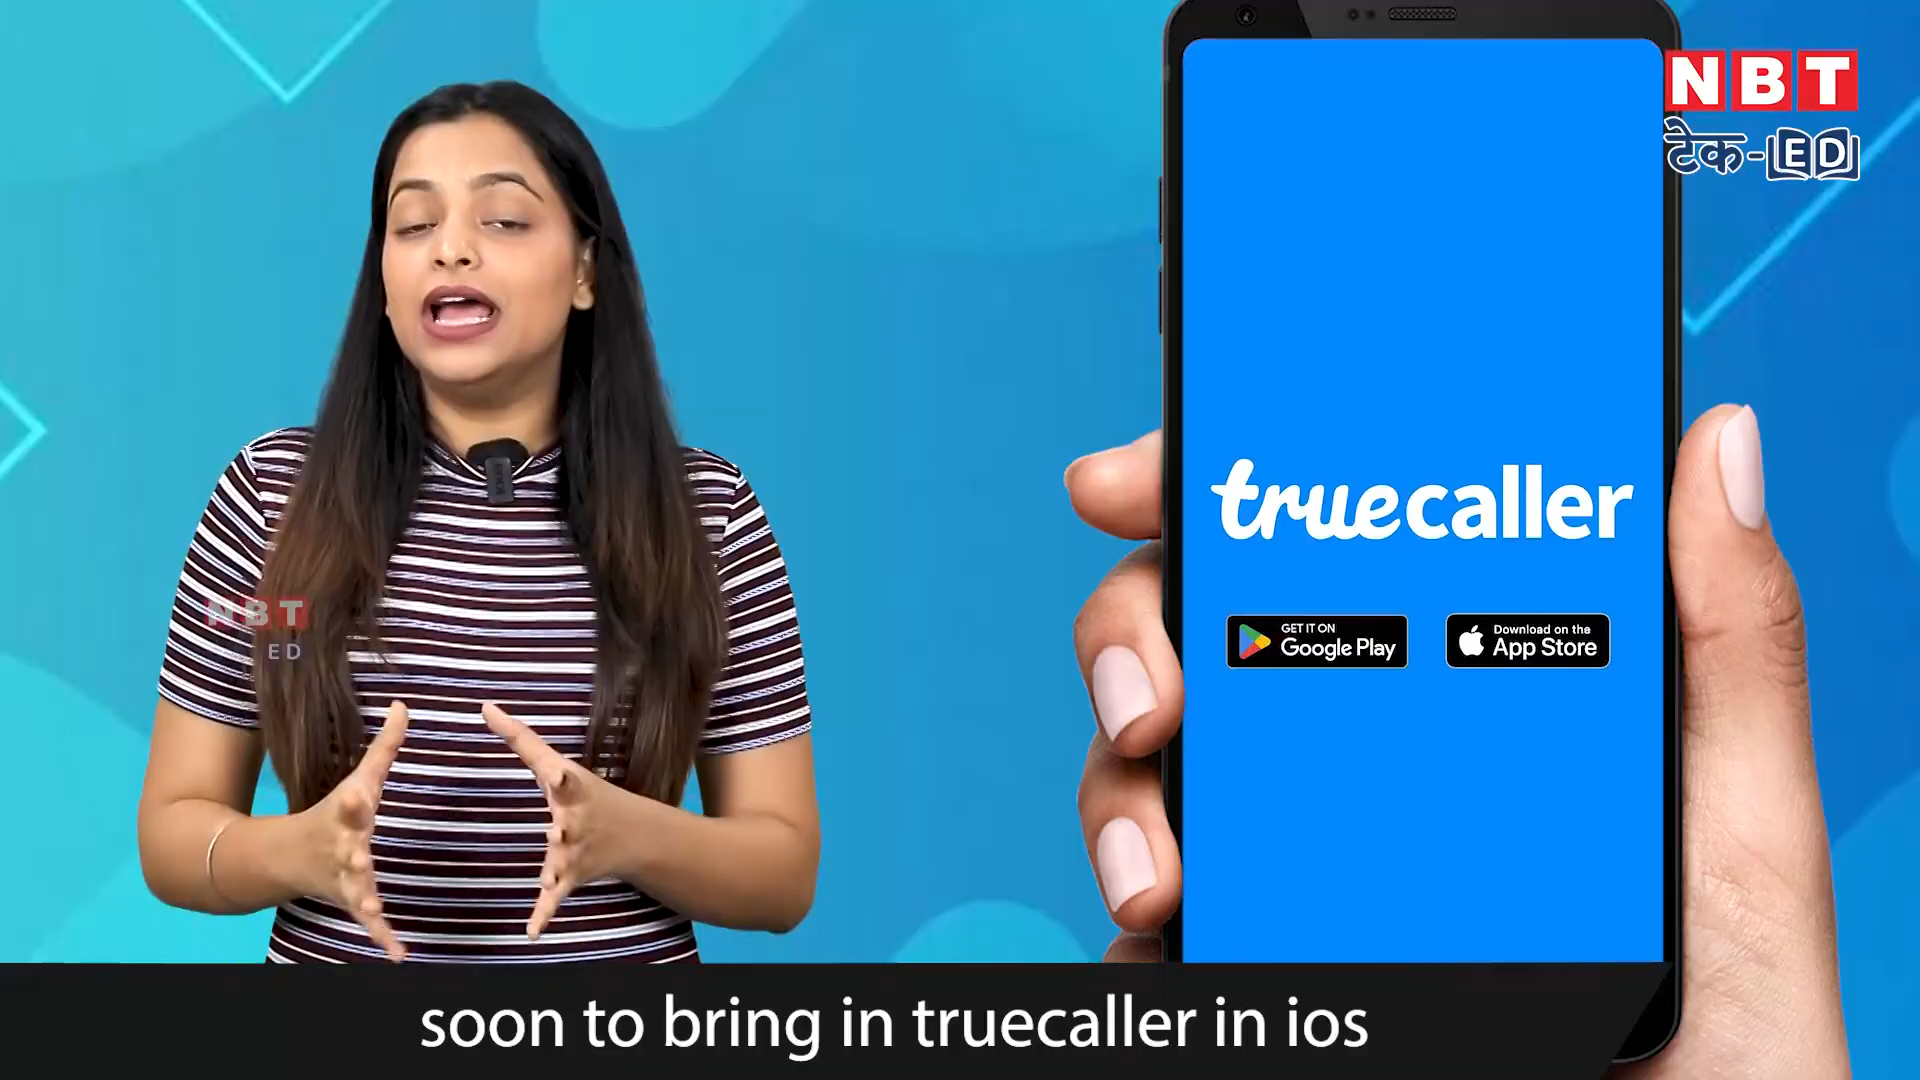 NBT
टेक-ED
truecaller
GET IT ON
Google Play
Download on the
App Store
NBT
ED
soon to bring in truecaller in ios